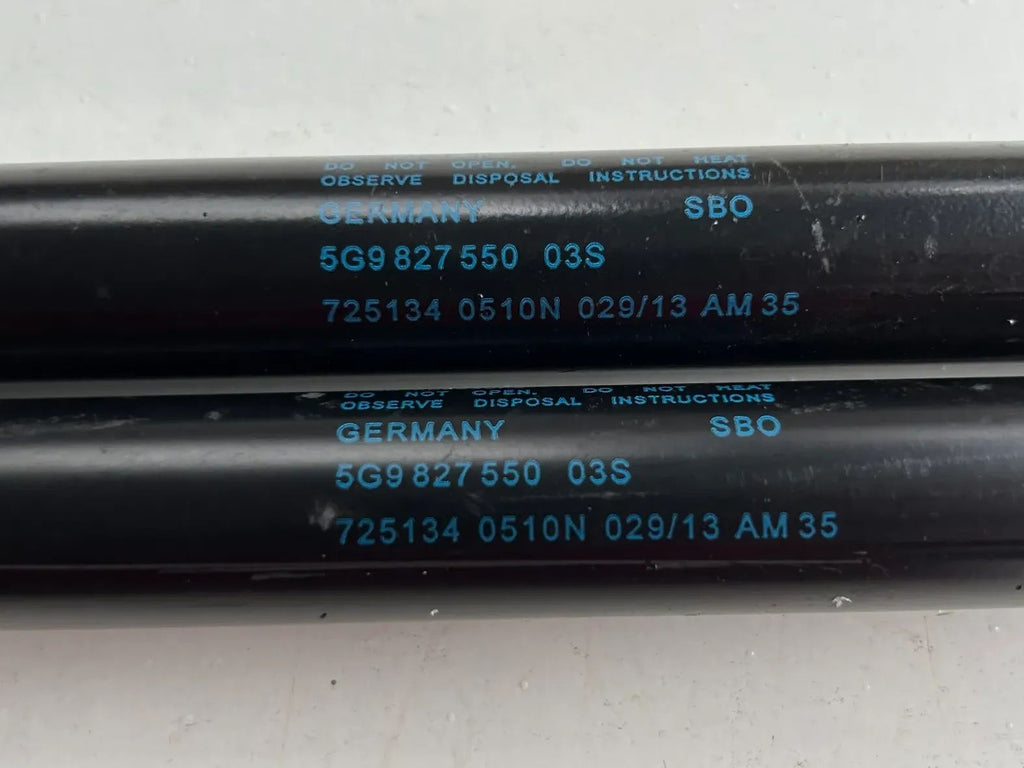 DO NOT OPEN. DO NOT HEAT
OBSERVE DISPOSAL INSTRUCTIONS
GERMANY SBO
5G9 827 550 03S
725134 0510N 029/13 AM 35
DO NOT OPEN. DO NOT HEAT
OBSERVE DISPOSAL INSTRUCTIONS
GERMANY SBO
5G9 827 550 03S
725134 0510N 029/13 AM 35